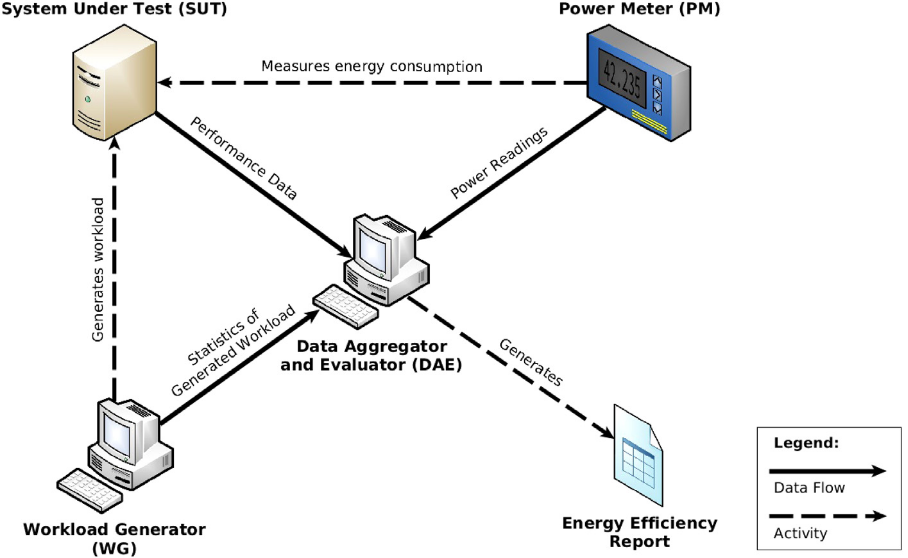 System Under Test (SUT)
Power Meter (PM)
Measures energy consumption
42.235
Performance Data
Power Readings
Generates workload
Statistics of
Generated Workload
Data Aggregator
and Evaluator (DAE)
Generates
Workload Generator
(WG)
Energy Efficiency
Report
Legend:
Data Flow
Activity